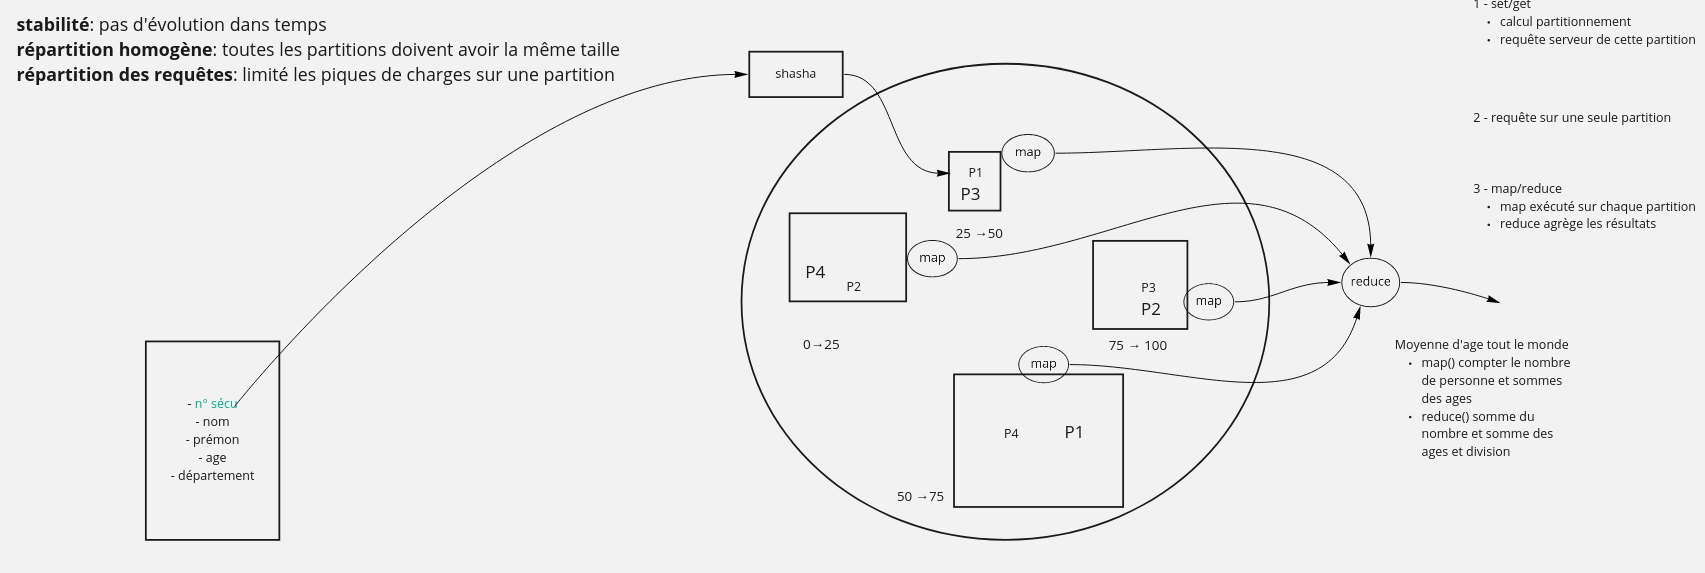 stabilité: pas d'évolution dans temps
répartition homogène: toutes les partitions doivent avoir la même taille
répartition des requêtes: limité les piques de charges sur une partition
shasha
- n° sécu
- nom
- prémon
- age
- département
map
P1
P3
25 →50
P4
P2
map
0→25
P3
P2
map
75 → 100
map
P4
P1
50 →75
reduce
1 - set/get
• calcul partitionnement
• requête serveur de cette partition
2 - requête sur une seule partition
3 - map/reduce
• map exécuté sur chaque partition
• reduce agrège les résultats
Moyenne d'age tout le monde
• map() compter le nombre
de personne et sommes
des ages
• reduce() somme du
nombre et somme des
ages et division